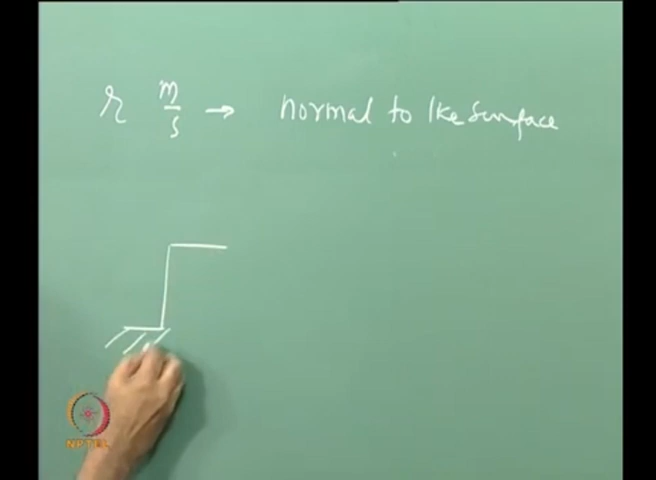 r m/s → normal to the surface
NPTEL